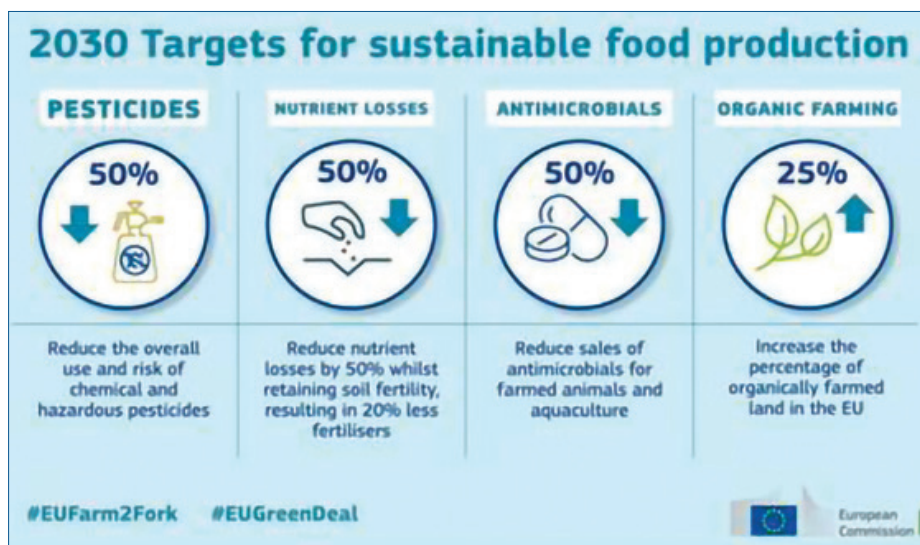 2030 Targets for sustainable food production
PESTICIDES
50%
Reduce the overall
use and risk of
chemical and
hazardous pesticides
NUTRIENT LOSSES
50%
Reduce nutrient
losses by 50% whilst
retaining soil fertility,
resulting in 20% less
fertilisers
ANTIMICROBIALS
50%
Reduce sales of
antimicrobials for
farmed animals and
aquaculture
ORGANIC FARMING
25%
Increase the
percentage of
organically farmed
land in the EU
#EUFarm2Fork #EUGreenDeal
European
Commission